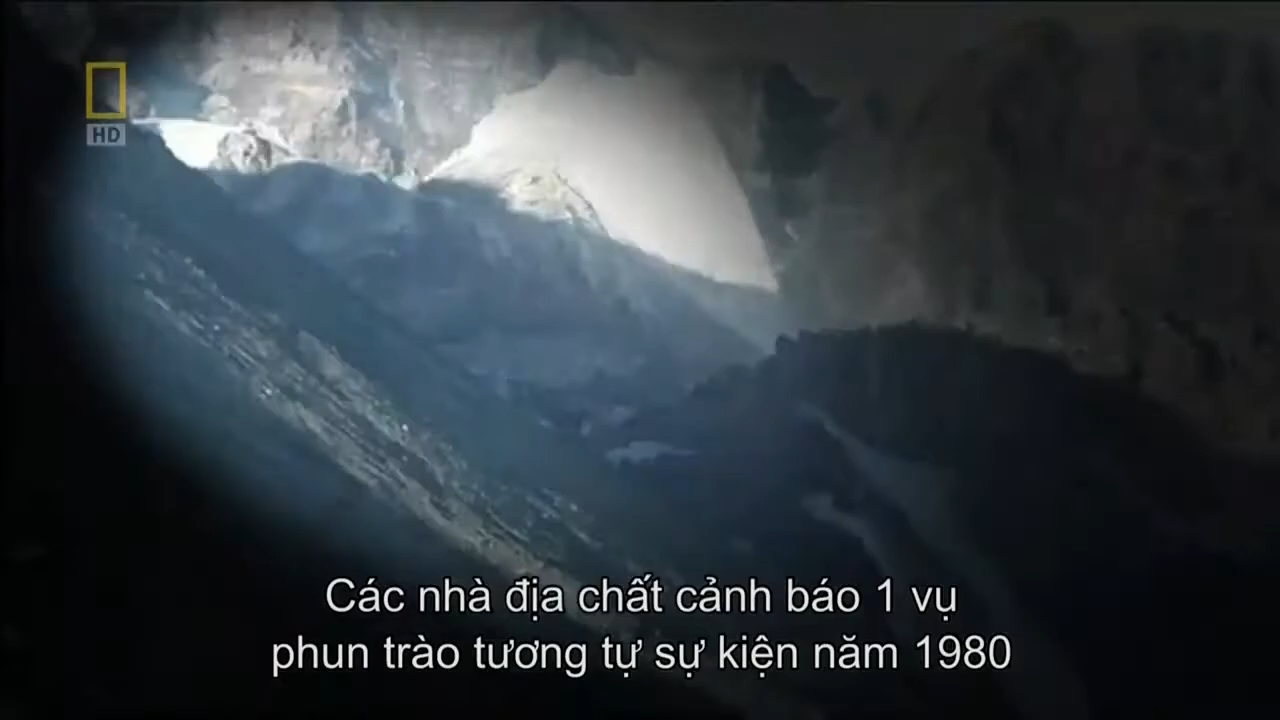 HD
Các nhà địa chất cảnh báo 1 vụ
phun trào tương tự sự kiện năm 1980